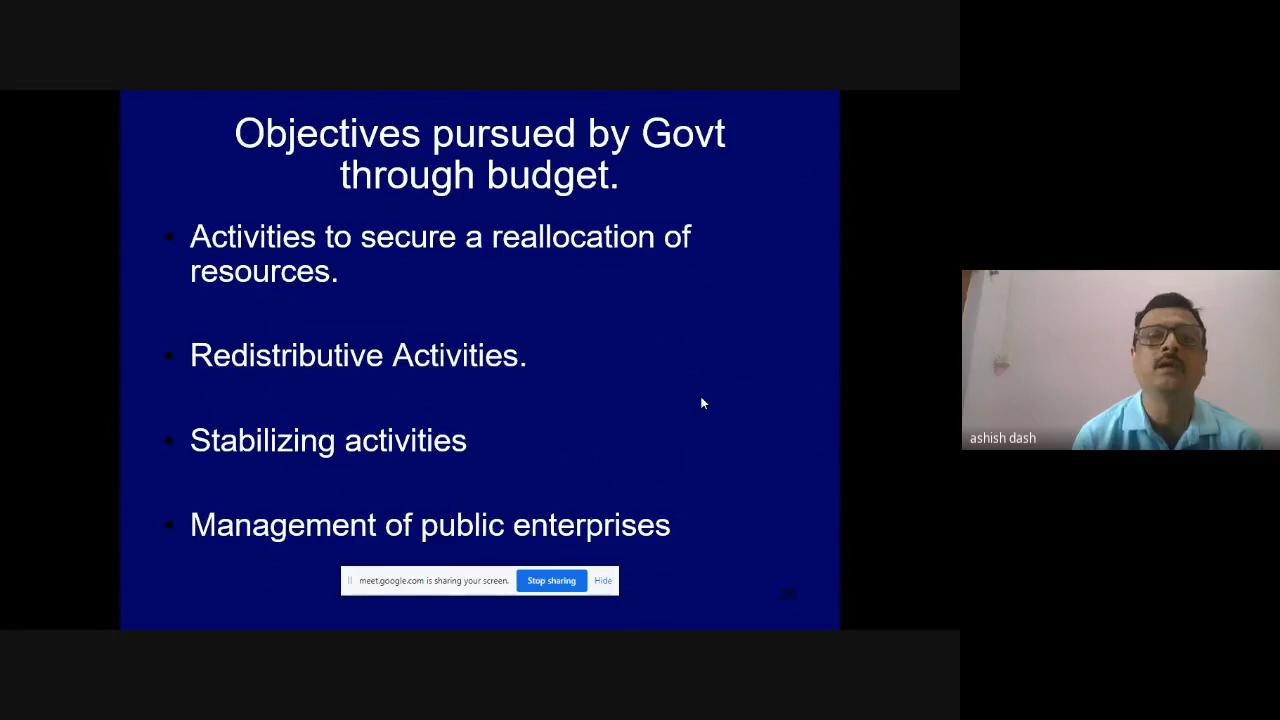 Objectives pursued by Govt
through budget.
• Activities to secure a reallocation of
resources.
• Redistributive Activities.
• Stabilizing activities
• Management of public enterprises
meet.google.com is sharing your screen. Stop sharing Hide
ashish dash